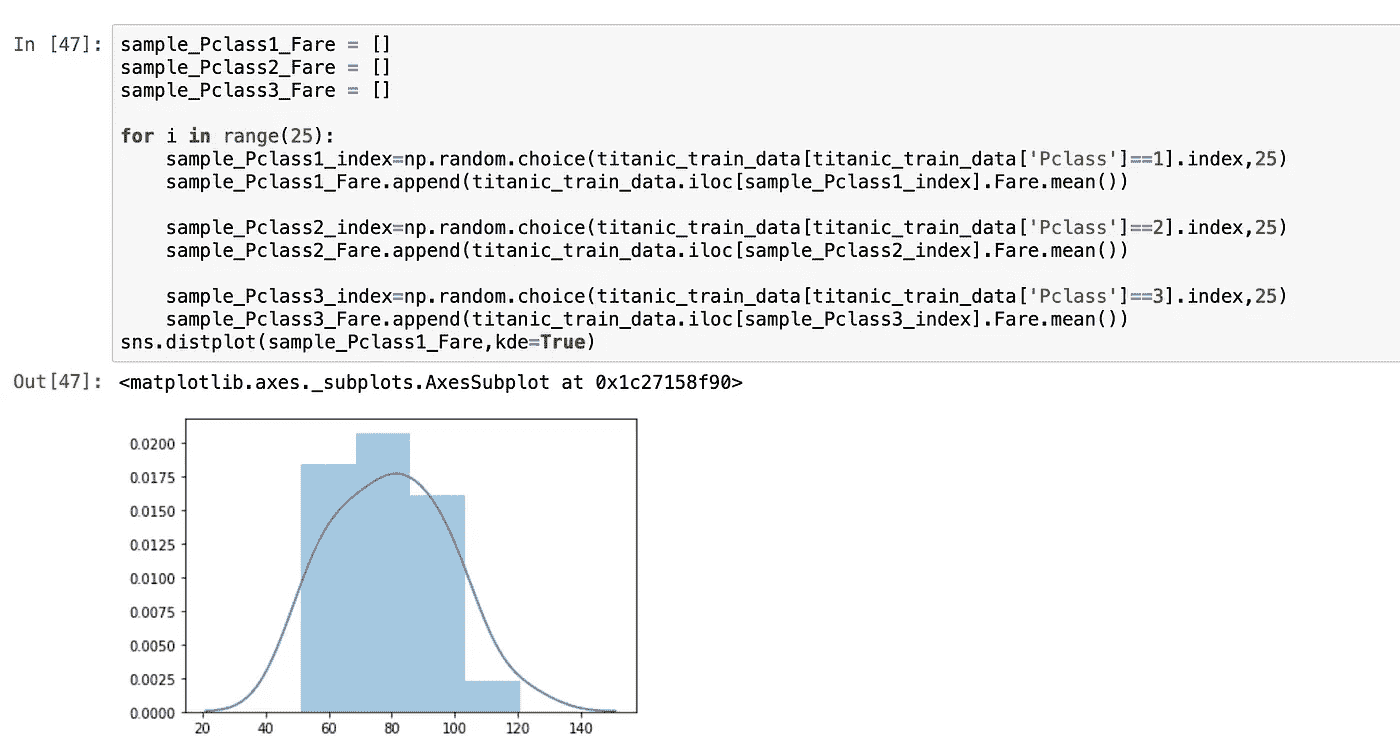 In [47]: sample_Pclass1_Fare = []
sample_Pclass2_Fare = []
sample_Pclass3_Fare = []
for i in range(25):
    sample_Pclass1_index=np.random.choice(titanic_train_data[titanic_train_data['Pclass']==1].index,25)
    sample_Pclass1_Fare.append(titanic_train_data.iloc[sample_Pclass1_index].Fare.mean())
    sample_Pclass2_index=np.random.choice(titanic_train_data[titanic_train_data['Pclass']==2].index,25)
    sample_Pclass2_Fare.append(titanic_train_data.iloc[sample_Pclass2_index].Fare.mean())
    sample_Pclass3_index=np.random.choice(titanic_train_data[titanic_train_data['Pclass']==3].index,25)
    sample_Pclass3_Fare.append(titanic_train_data.iloc[sample_Pclass3_index].Fare.mean())
sns.distplot(sample_Pclass1_Fare,kde=True)
Out[47]: <matplotlib.axes._subplots.AxesSubplot at 0x1c27158f90>
0.0200
0.0175
0.0150
0.0125
0.0100
0.0075
0.0050
0.0025
0.0000
20 40 60 80 100 120 140